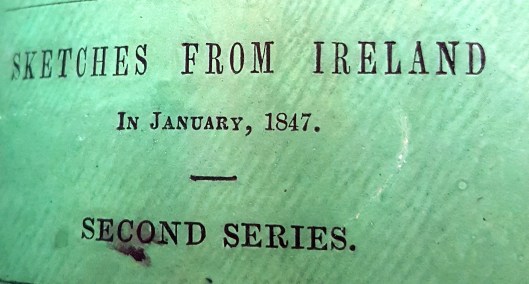 SKETCHES FROM IRELAND
IN JANUARY, 1847.
SECOND SERIES.